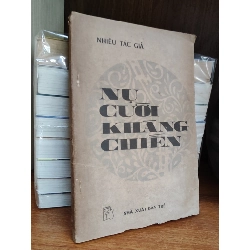 NHIỀU TÁC GIẢ
NỤ
CƯỜI
KHÁNG
CHIẾN
NHÀ XUẤT BẢN TRẺ